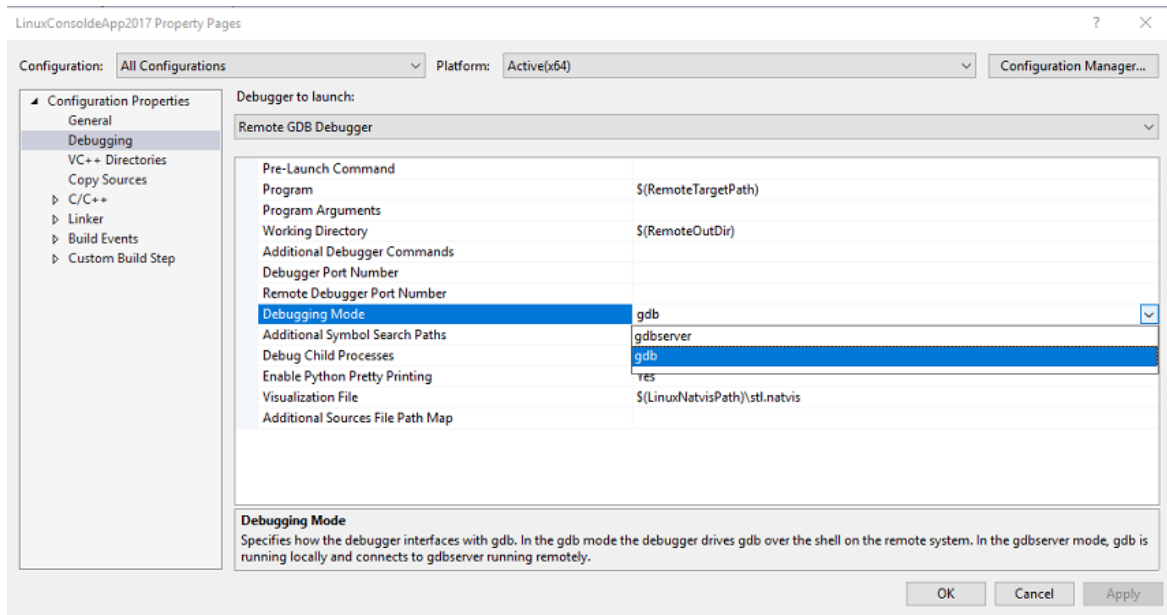 LinuxConsoldeApp2017 Property Pages ? ×
Configuration: All Configurations Platform: Active(x64) Configuration Manager...
Configuration Properties
General
Debugging
VC++ Directories
Copy Sources
C/C++
Linker
Build Events
Custom Build Step
Debugger to launch:
Remote GDB Debugger
Pre-Launch Command
Program $(RemoteTargetPath)
Program Arguments
Working Directory $(RemoteOutDir)
Additional Debugger Commands
Debugger Port Number
Remote Debugger Port Number
Debugging Mode gdb
Additional Symbol Search Paths gdbserver
Debug Child Processes gdb
Enable Python Pretty Printing Yes
Visualization File $(LinuxNatvisPath)\stl.natvis
Additional Sources File Path Map
Debugging Mode
Specifies how the debugger interfaces with gdb. In the gdb mode the debugger drives gdb over the shell on the remote system. In the gdbserver mode, gdb is
running locally and connects to gdbserver running remotely.
OK Cancel Apply